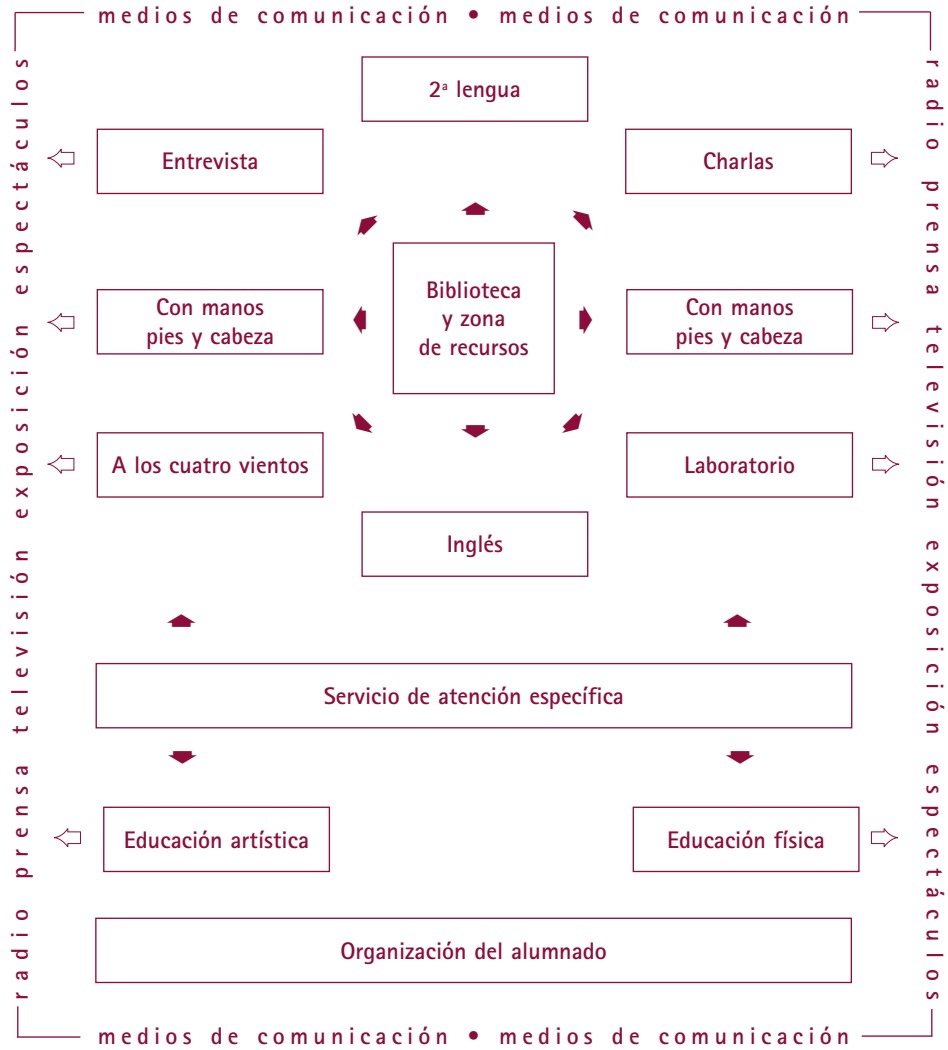 medios de comunicación • medios de comunicación
radio prensa televisión exposición espectáculos
radio prensa televisión exposición espectáculos
2ª lengua
Entrevista
Charlas
Con manos
pies y cabeza
Biblioteca
y zona
de recursos
Con manos
pies y cabeza
A los cuatro vientos
Laboratorio
Inglés
Servicio de atención específica
Educación artística
Educación física
Organización del alumnado
medios de comunicación • medios de comunicación